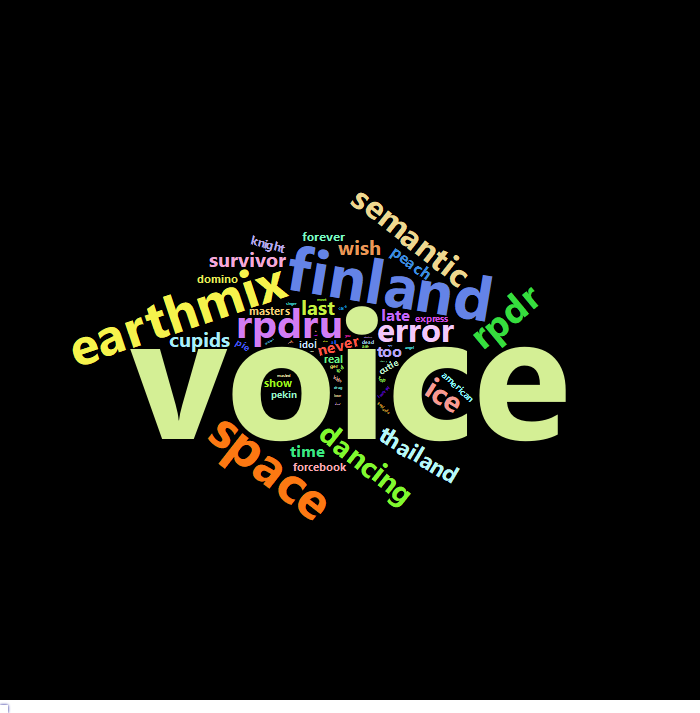 semantic
forever
knight
wish
peach
survivor
finland
domino
earthmix
rpdr
masters
last
late
express
rpdru
error
cupids
pie
idol
never
dead
too
real
cutie
voice
show
pekin
ice
american
space
dancing
thailand
time
forcebook